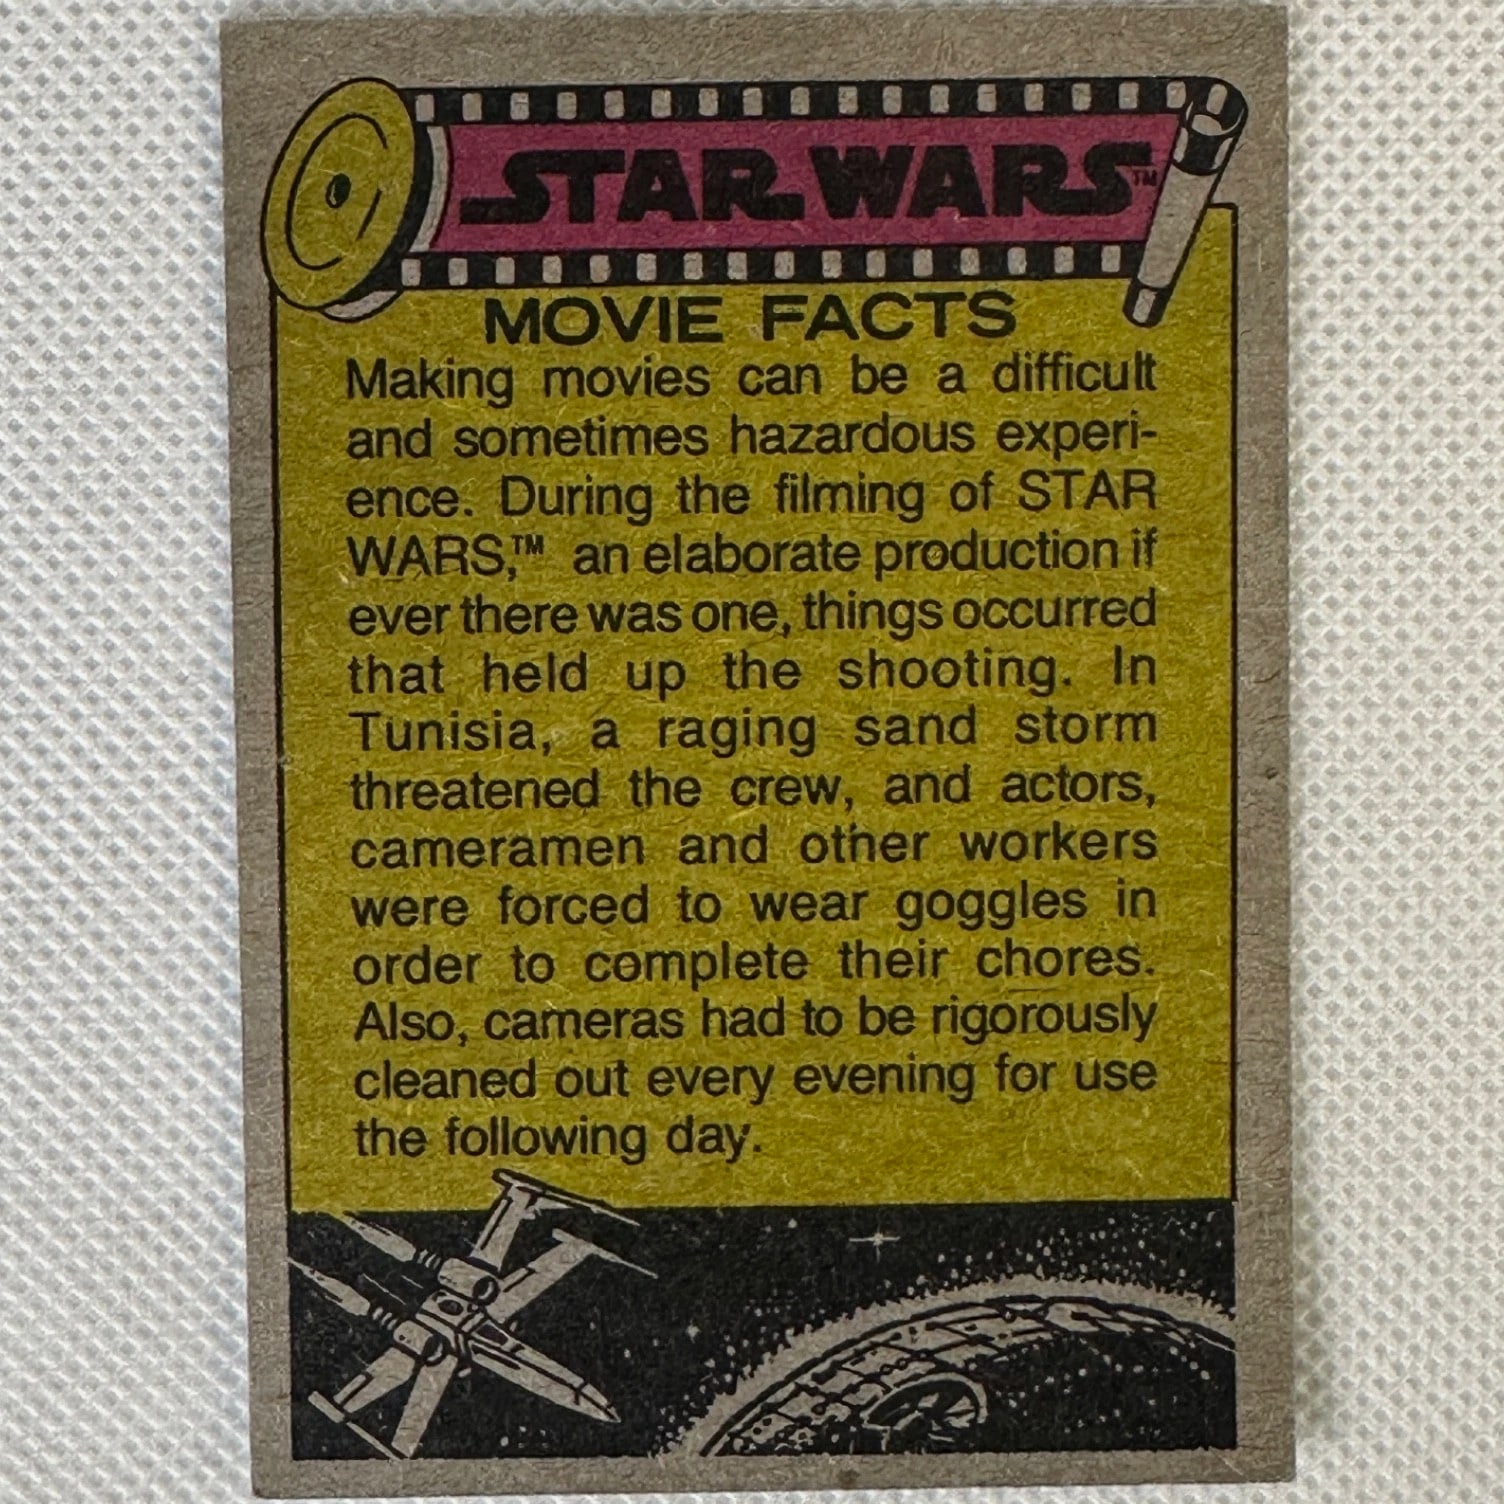 STAR WARS™
MOVIE FACTS
Making movies can be a difficult
and sometimes hazardous experi-
ence. During the filming of STAR
WARS,™ an elaborate production if
ever there was one, things occurred
that held up the shooting. In
Tunisia, a raging sand storm
threatened the crew, and actors,
cameramen and other workers
were forced to wear goggles in
order to complete their chores.
Also, cameras had to be rigorously
cleaned out every evening for use
the following day.